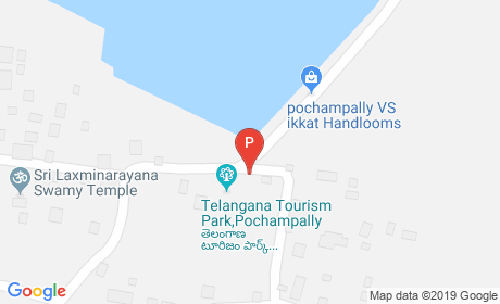 P
pochampally VS
ikkat Handlooms
Sri Laxminarayana
Swamy Temple
Telangana Tourism
Park,Pochampally
తెలంగాణ
టూరిజం పార్క్...
Google
Map data ©2019 Google